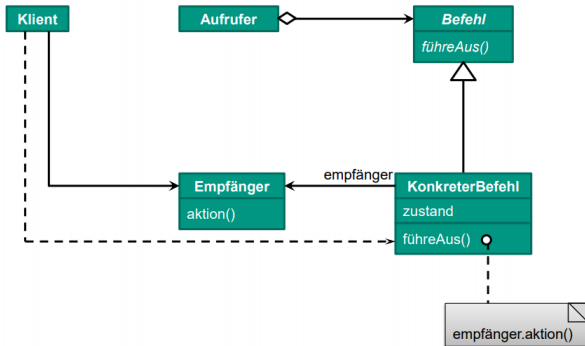 Klient
Aufrufer
Befehl
führeAus()
empfänger
Empfänger
aktion()
KonkreterBefehl
zustand
führeAus()
empfänger.aktion()